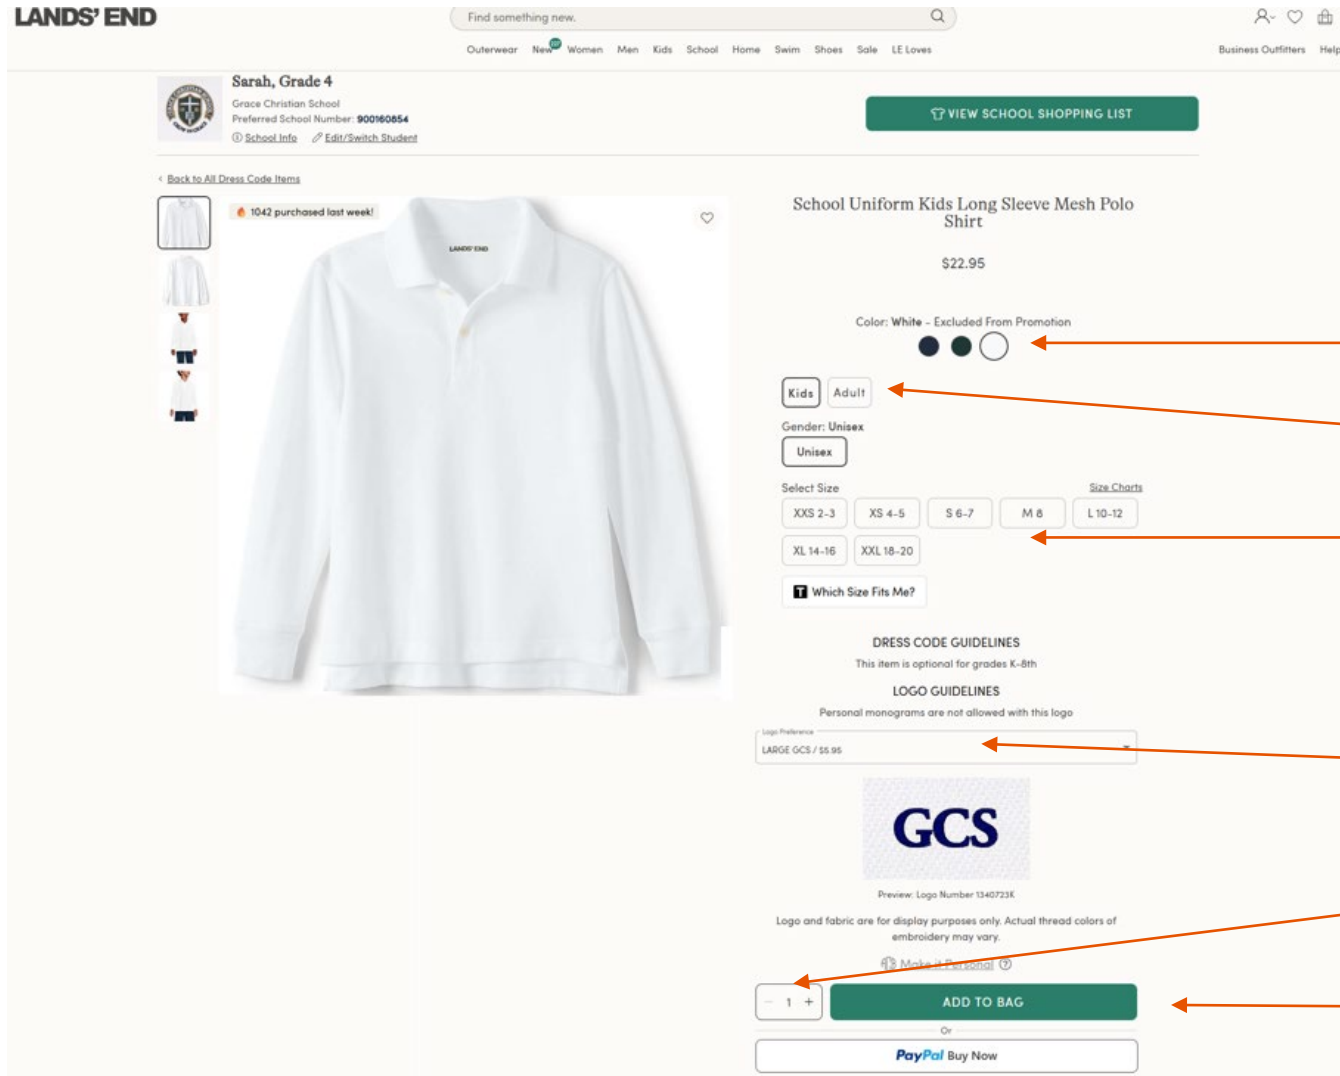 LANDS' END
Find something new.
Outerwear New Women Men Kids School Home Swim Shoes Sale LE Loves
Business Outfitters Help
Sarah, Grade 4
Grace Christian School
Preferred School Number: 900160854
School Info Edit/Switch Student
VIEW SCHOOL SHOPPING LIST
< Back to All Dress Code Items
1042 purchased last week!
LANDS' END
School Uniform Kids Long Sleeve Mesh Polo
Shirt
$22.95
Color: White - Excluded From Promotion
Kids Adult
Gender: Unisex
Unisex
Select Size Size Charts
XXS 2-3 XS 4-5 S 6-7 M 8 L 10-12
XL 14-16 XXL 18-20
T Which Size Fits Me?
DRESS CODE GUIDELINES
This item is optional for grades K-8th
LOGO GUIDELINES
Personal monograms are not allowed with this logo
Logo Preference
LARGE GCS / $5.95
GCS
Preview: Logo Number 1340723K
Logo and fabric are for display purposes only. Actual thread colors of
embroidery may vary.
Make it Personal ?
- 1 + ADD TO BAG
Or
PayPal Buy Now